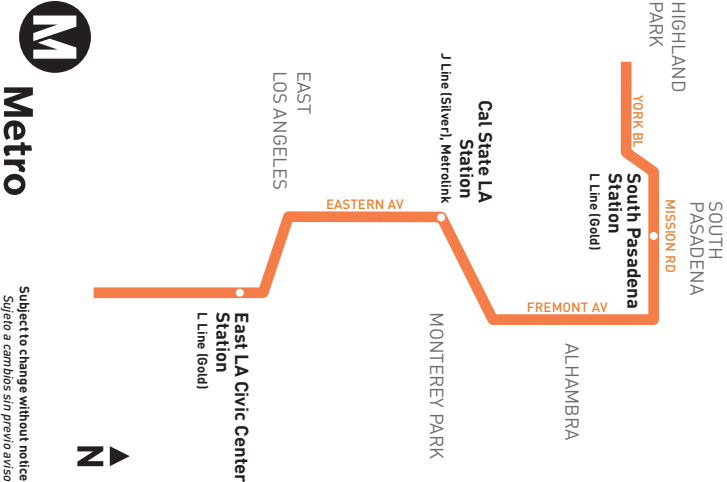 HIGHLAND
PARK
YORK BL
SOUTH
PASADENA
MISSION RD
South Pasadena
Station
L Line (Gold)
FREMONT AV
ALHAMBRA
Cal State LA
Station
J Line (Silver), Metrolink
EASTERN AV
MONTEREY PARK
EAST
LOS ANGELES
East LA Civic Center
Station
L Line (Gold)
M
Metro
N
Subject to change without notice
Sujeto a cambios sin previo aviso